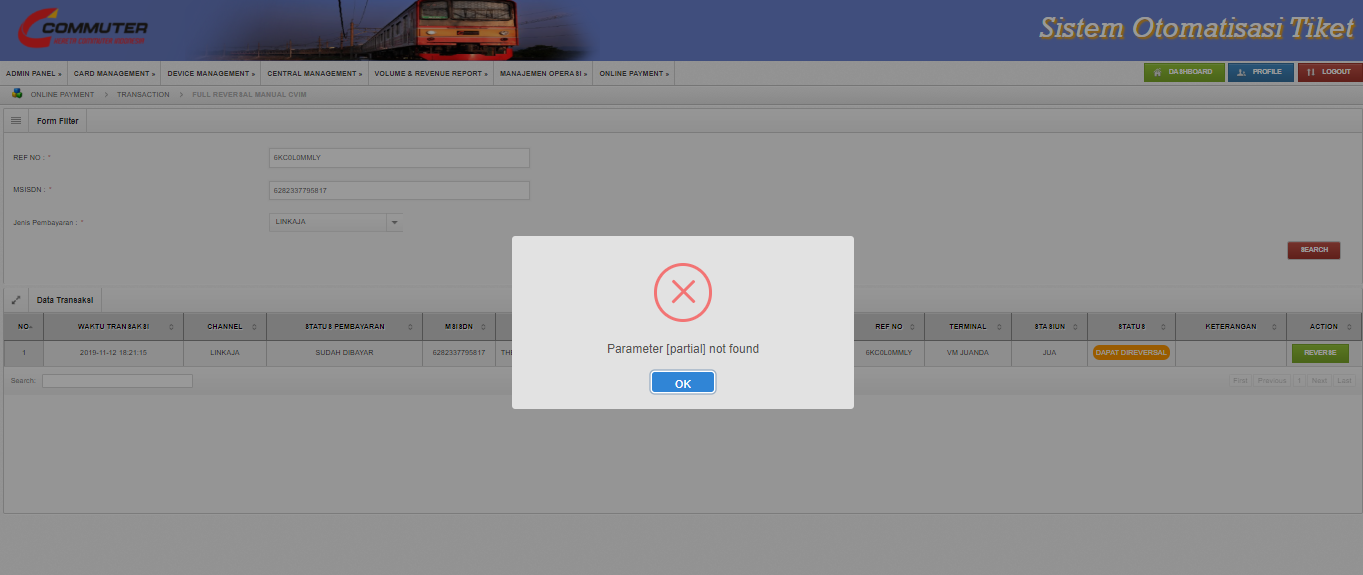 COMMUTER
Sistem Otomatisasi Tiket
ADMIN PANEL » CARD MANAGEMENT » DEVICE MANAGEMENT » CENTRAL MANAGEMENT » VOLUME & REVENUE REPORT » MANAJEMEN OPERASI » ONLINE PAYMENT » DASHBOARD PROFILE LOGOUT
ONLINE PAYMENT > TRANSACTION > FULL REVERSAL MANUAL CVIM
Form Filter
REF NO : * 6KC0L0MMLY
MSISDN : * 6282337795817
Jenis Pembayaran : * LINKAJA
SEARCH
Parameter [partial] not found
OK
Data Transaksi
NO WAKTU TRANSAKSI CHANNEL STATUS PEMBAYARAN MSISDN REF NO TERMINAL STASIUN STATUS KETERANGAN ACTION
1 2019-11-12 18:21:15 LINKAJA SUDAH DIBAYAR 6282337795817 6KC0L0MMLY VM JUANDA JUA DAPAT DIREVERSAL REVERSE
Search: First Previous 1 Next Last